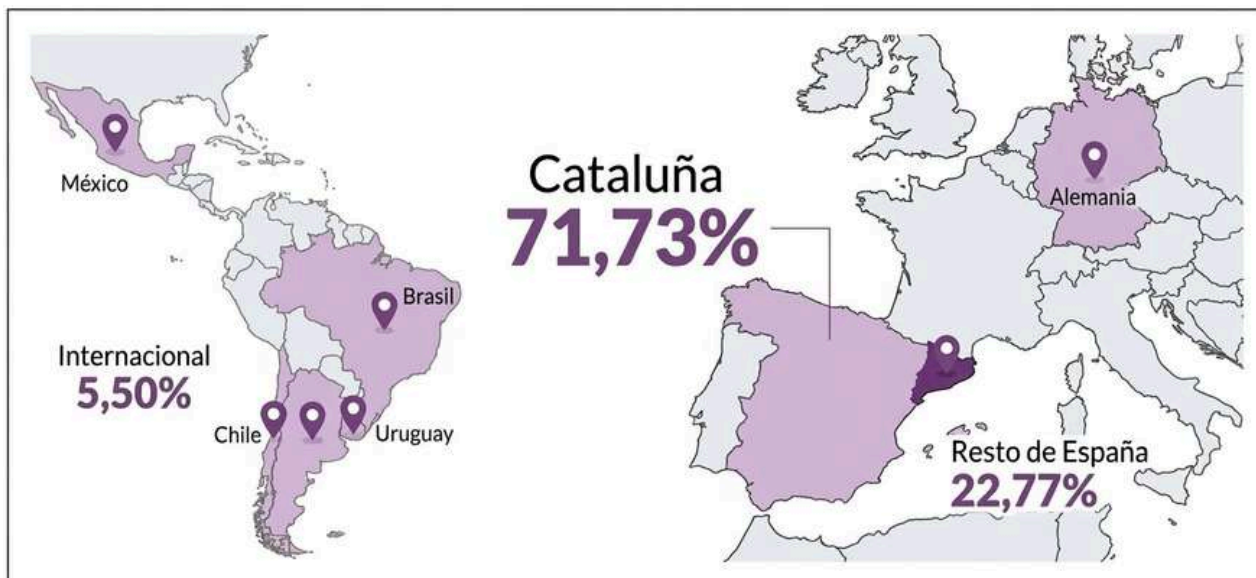 México
Brasil
Internacional
5,50%
Chile
Uruguay
Cataluña
71,73%
Alemania
Resto de España
22,77%